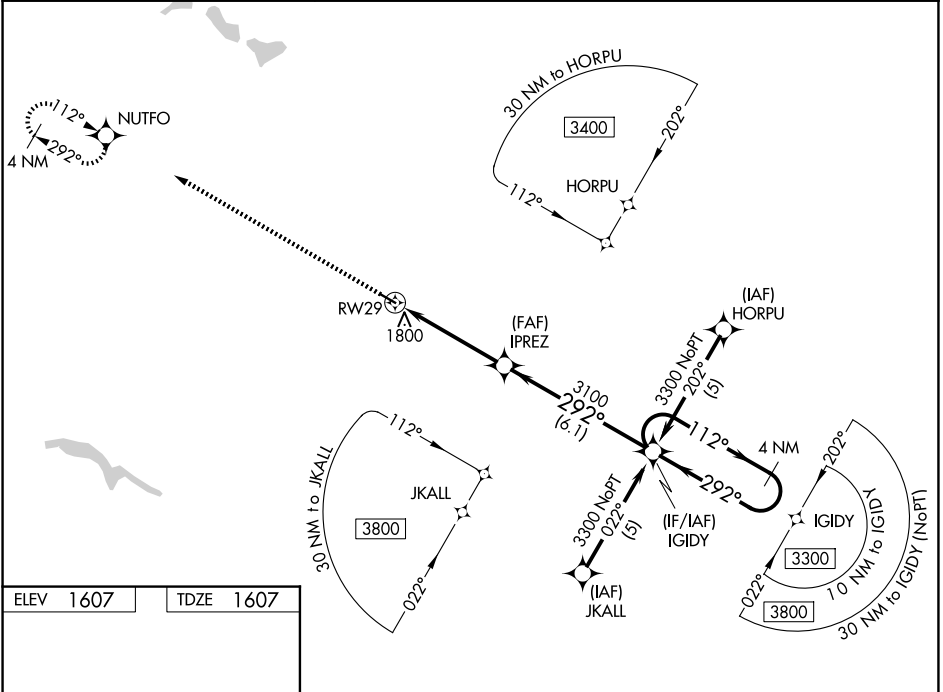 30 NM to HORPU
3400
202°
HORPU
112°
112°
NUTFO
292°
4 NM
RW29
1800
(FAF)
IPREZ
(IAF)
HORPU
3300 NoPT
202°
(5)
3100
292°
(6.1)
112°
4 NM
292°
(IF/IAF)
IGIDY
3300 NoPT
022°
(5)
(IAF)
JKALL
30 NM to JKALL
112°
JKALL
3800
022°
202°
IGIDY
3300
10 NM to IGIDY
022°
3800
30 NM to IGIDY (NoPT)
ELEV 1607
TDZE 1607